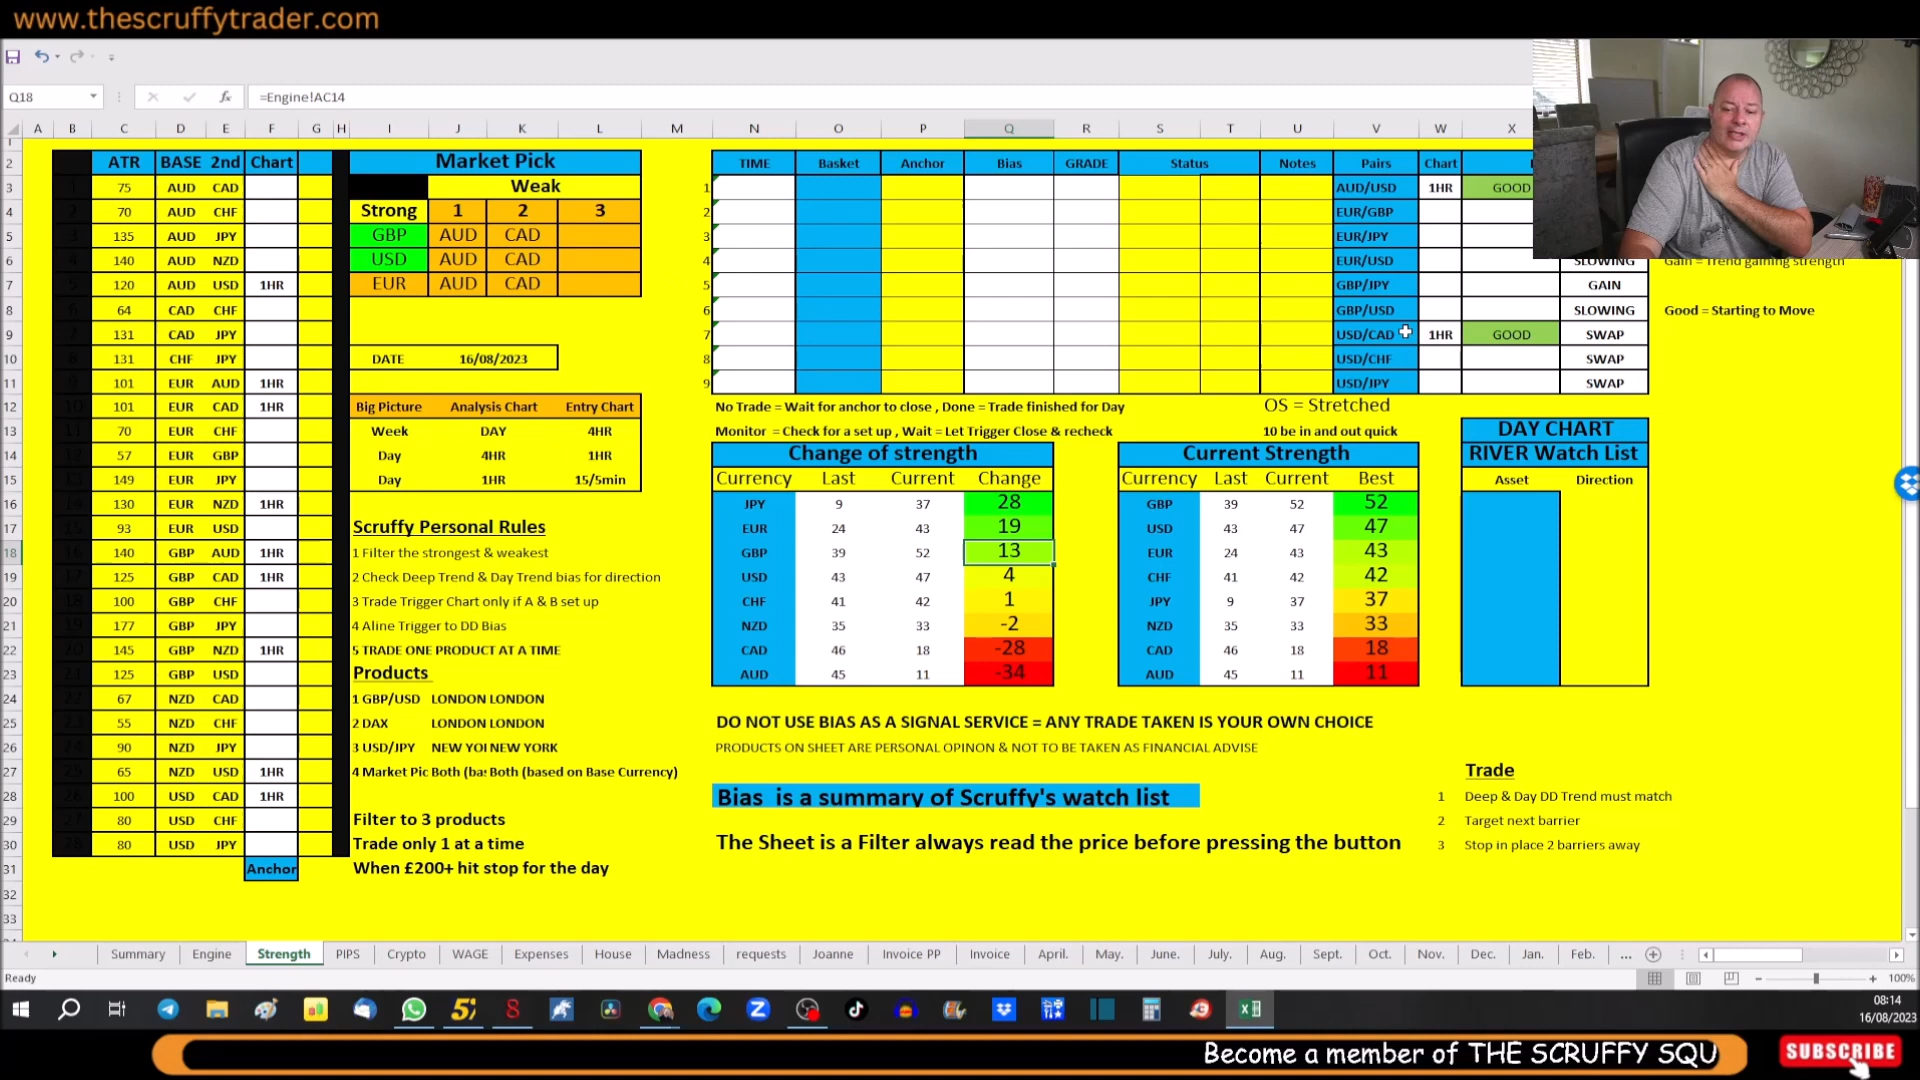 www.thescruffytrader.com
Q18 =Engine!AC14
A B C D E F G H I J K L M N O P Q R S T U V W X
ATR BASE 2nd Chart
75 AUD CAD
70 AUD CHF
135 AUD JPY
140 AUD NZD
120 AUD USD 1HR
64 CAD CHF
131 CAD JPY
131 CHF JPY
101 EUR AUD 1HR
101 EUR CAD 1HR
70 EUR CHF
57 EUR GBP
149 EUR JPY
130 EUR NZD 1HR
93 EUR USD
140 GBP AUD 1HR
125 GBP CAD 1HR
100 GBP CHF
177 GBP JPY
145 GBP NZD 1HR
125 GBP USD
67 NZD CAD
55 NZD CHF
90 NZD JPY
65 NZD USD 1HR
100 USD CAD 1HR
80 USD CHF
80 USD JPY
Anchor
Market Pick
Weak
Strong 1 2 3
GBP AUD CAD
USD AUD CAD
EUR AUD CAD
DATE 16/08/2023
Big Picture Analysis Chart Entry Chart
Week DAY 4HR
Day 4HR 1HR
Day 1HR 15/5min
Scruffy Personal Rules
1 Filter the strongest & weakest
2 Check Deep Trend & Day Trend bias for direction
3 Trade Trigger Chart only if A & B set up
4 Aline Trigger to DD Bias
5 TRADE ONE PRODUCT AT A TIME
Products
1 GBP/USD LONDON LONDON
2 DAX LONDON LONDON
3 USD/JPY NEW YOI NEW YORK
4 Market Pic Both (ba: Both (based on Base Currency)
Filter to 3 products
Trade only 1 at a time
When £200+ hit stop for the day
TIME Basket Anchor Bias GRADE Status Notes Pairs Chart
1 AUD/USD 1HR GOOD
2 EUR/GBP
3 EUR/JPY
4 EUR/USD SLOWING Gain = Trend gaining strength
5 GBP/JPY GAIN
6 GBP/USD SLOWING Good = Starting to Move
7 USD/CAD 1HR GOOD SWAP
8 USD/CHF SWAP
9 USD/JPY SWAP
No Trade = Wait for anchor to close , Done = Trade finished for Day OS = Stretched
Monitor = Check for a set up , Wait = Let Trigger Close & recheck 10 be in and out quick
Change of strength
Currency Last Current Change
JPY 9 37 28
EUR 24 43 19
GBP 39 52 13
USD 43 47 4
CHF 41 42 1
NZD 35 33 -2
CAD 46 18 -28
AUD 45 11 -34
Current Strength
Currency Last Current Best
GBP 39 52 52
USD 43 47 47
EUR 24 43 43
CHF 41 42 42
JPY 9 37 37
NZD 35 33 33
CAD 46 18 18
AUD 45 11 11
DAY CHART
RIVER Watch List
Asset Direction
DO NOT USE BIAS AS A SIGNAL SERVICE = ANY TRADE TAKEN IS YOUR OWN CHOICE
PRODUCTS ON SHEET ARE PERSONAL OPINON & NOT TO BE TAKEN AS FINANCIAL ADVISE
Bias is a summary of Scruffy's watch list
The Sheet is a Filter always read the price before pressing the button
Trade
1 Deep & Day DD Trend must match
2 Target next barrier
3 Stop in place 2 barriers away
Summary Engine Strength PIPS Crypto WAGE Expenses House Madness requests Joanne Invoice PP Invoice April. May. June. July. Aug. Sept. Oct. Nov. Dec. Jan. Feb. ...
Ready 100%
08:14
16/08/2023
Become a member of THE SCRUFFY SQU
SUBSCRIBE